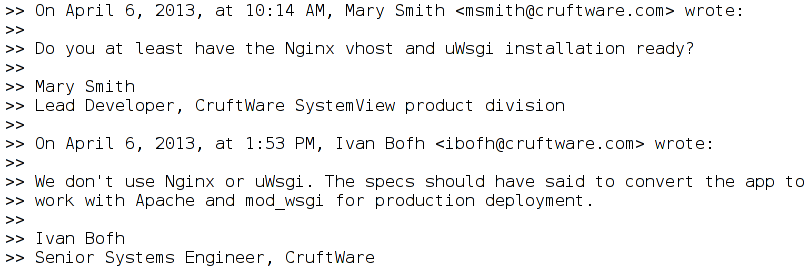 >> On April 6, 2013, at 10:14 AM, Mary Smith <msmith@cruftware.com> wrote:
>>
>> Do you at least have the Nginx vhost and uWsgi installation ready?
>>
>> Mary Smith
>> Lead Developer, CruftWare SystemView product division
>>
>> On April 6, 2013, at 1:53 PM, Ivan Bofh <ibofh@cruftware.com> wrote:
>>
>> We don't use Nginx or uWsgi. The specs should have said to convert the app to
>> work with Apache and mod_wsgi for production deployment.
>>
>> Ivan Bofh
>> Senior Systems Engineer, CruftWare